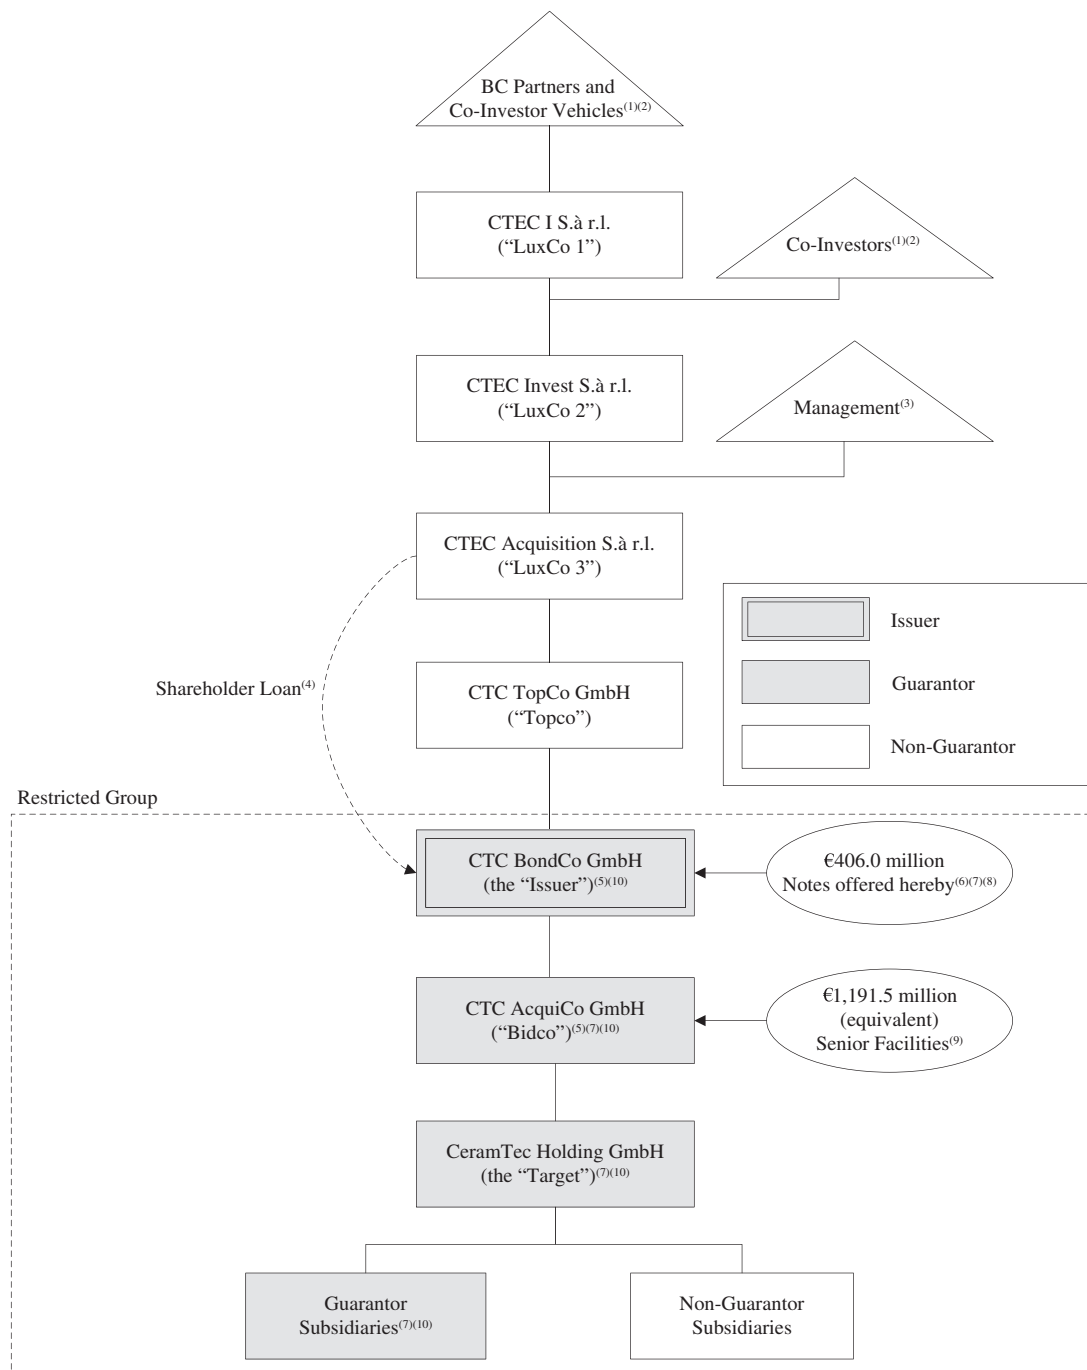 BC Partners and
Co-Investor Vehicles(1)(2)
CTEC I S.à r.l.
(“LuxCo 1”)
Co-Investors(1)(2)
CTEC Invest S.à r.l.
(“LuxCo 2”)
Management(3)
CTEC Acquisition S.à r.l.
(“LuxCo 3”)
Issuer
Shareholder Loan(4)
CTC TopCo GmbH
(“Topco”)
Guarantor
Non-Guarantor
Restricted Group
CTC BondCo GmbH
(the “Issuer”)(5)(10)
€406.0 million
Notes offered hereby(6)(7)(8)
CTC AcquiCo GmbH
(“Bidco”)(5)(7)(10)
€1,191.5 million
(equivalent)
Senior Facilities(9)
CeramTec Holding GmbH
(the “Target”)(7)(10)
Guarantor
Subsidiaries(7)(10)
Non-Guarantor
Subsidiaries